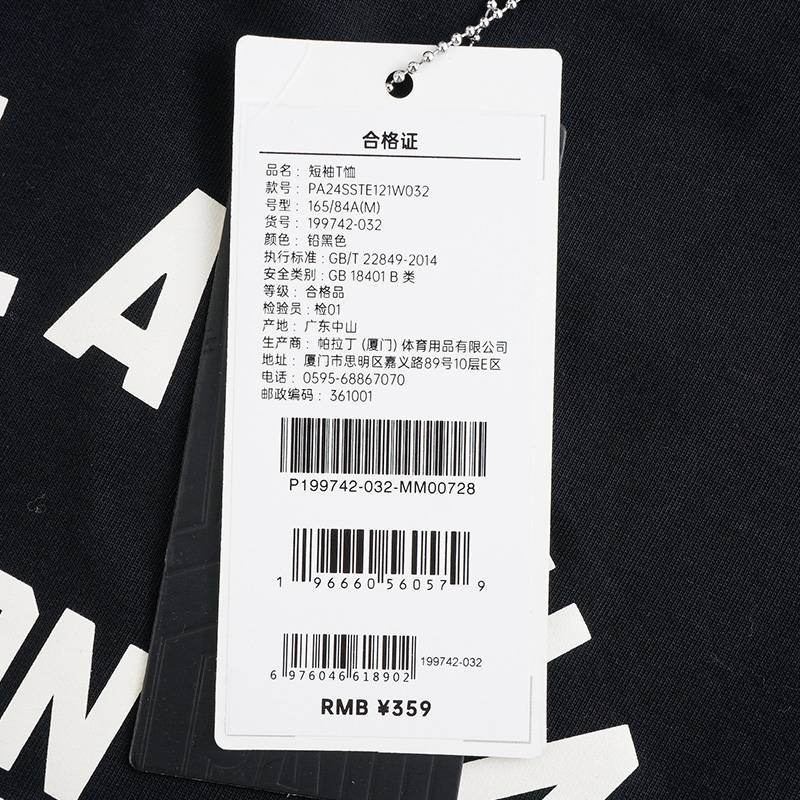 合格证
品名：短袖T恤
款号：PA24SSTE121W032
号型：165/84A(M)
货号：199742-032
颜色：铅黑色
执行标准：GB/T 22849-2014
安全类别：GB 18401 B 类
等级：合格品
检验员：检01
产地：广东中山
生产商：帕拉丁 (厦门) 体育用品有限公司
地址：厦门市思明区嘉义路89号10层E区
电话：0595-68867070
邮政编码：361001
P199742-032-MM00728
1 96660 56057 9
199742-032
6 976046 618902
RMB ¥359